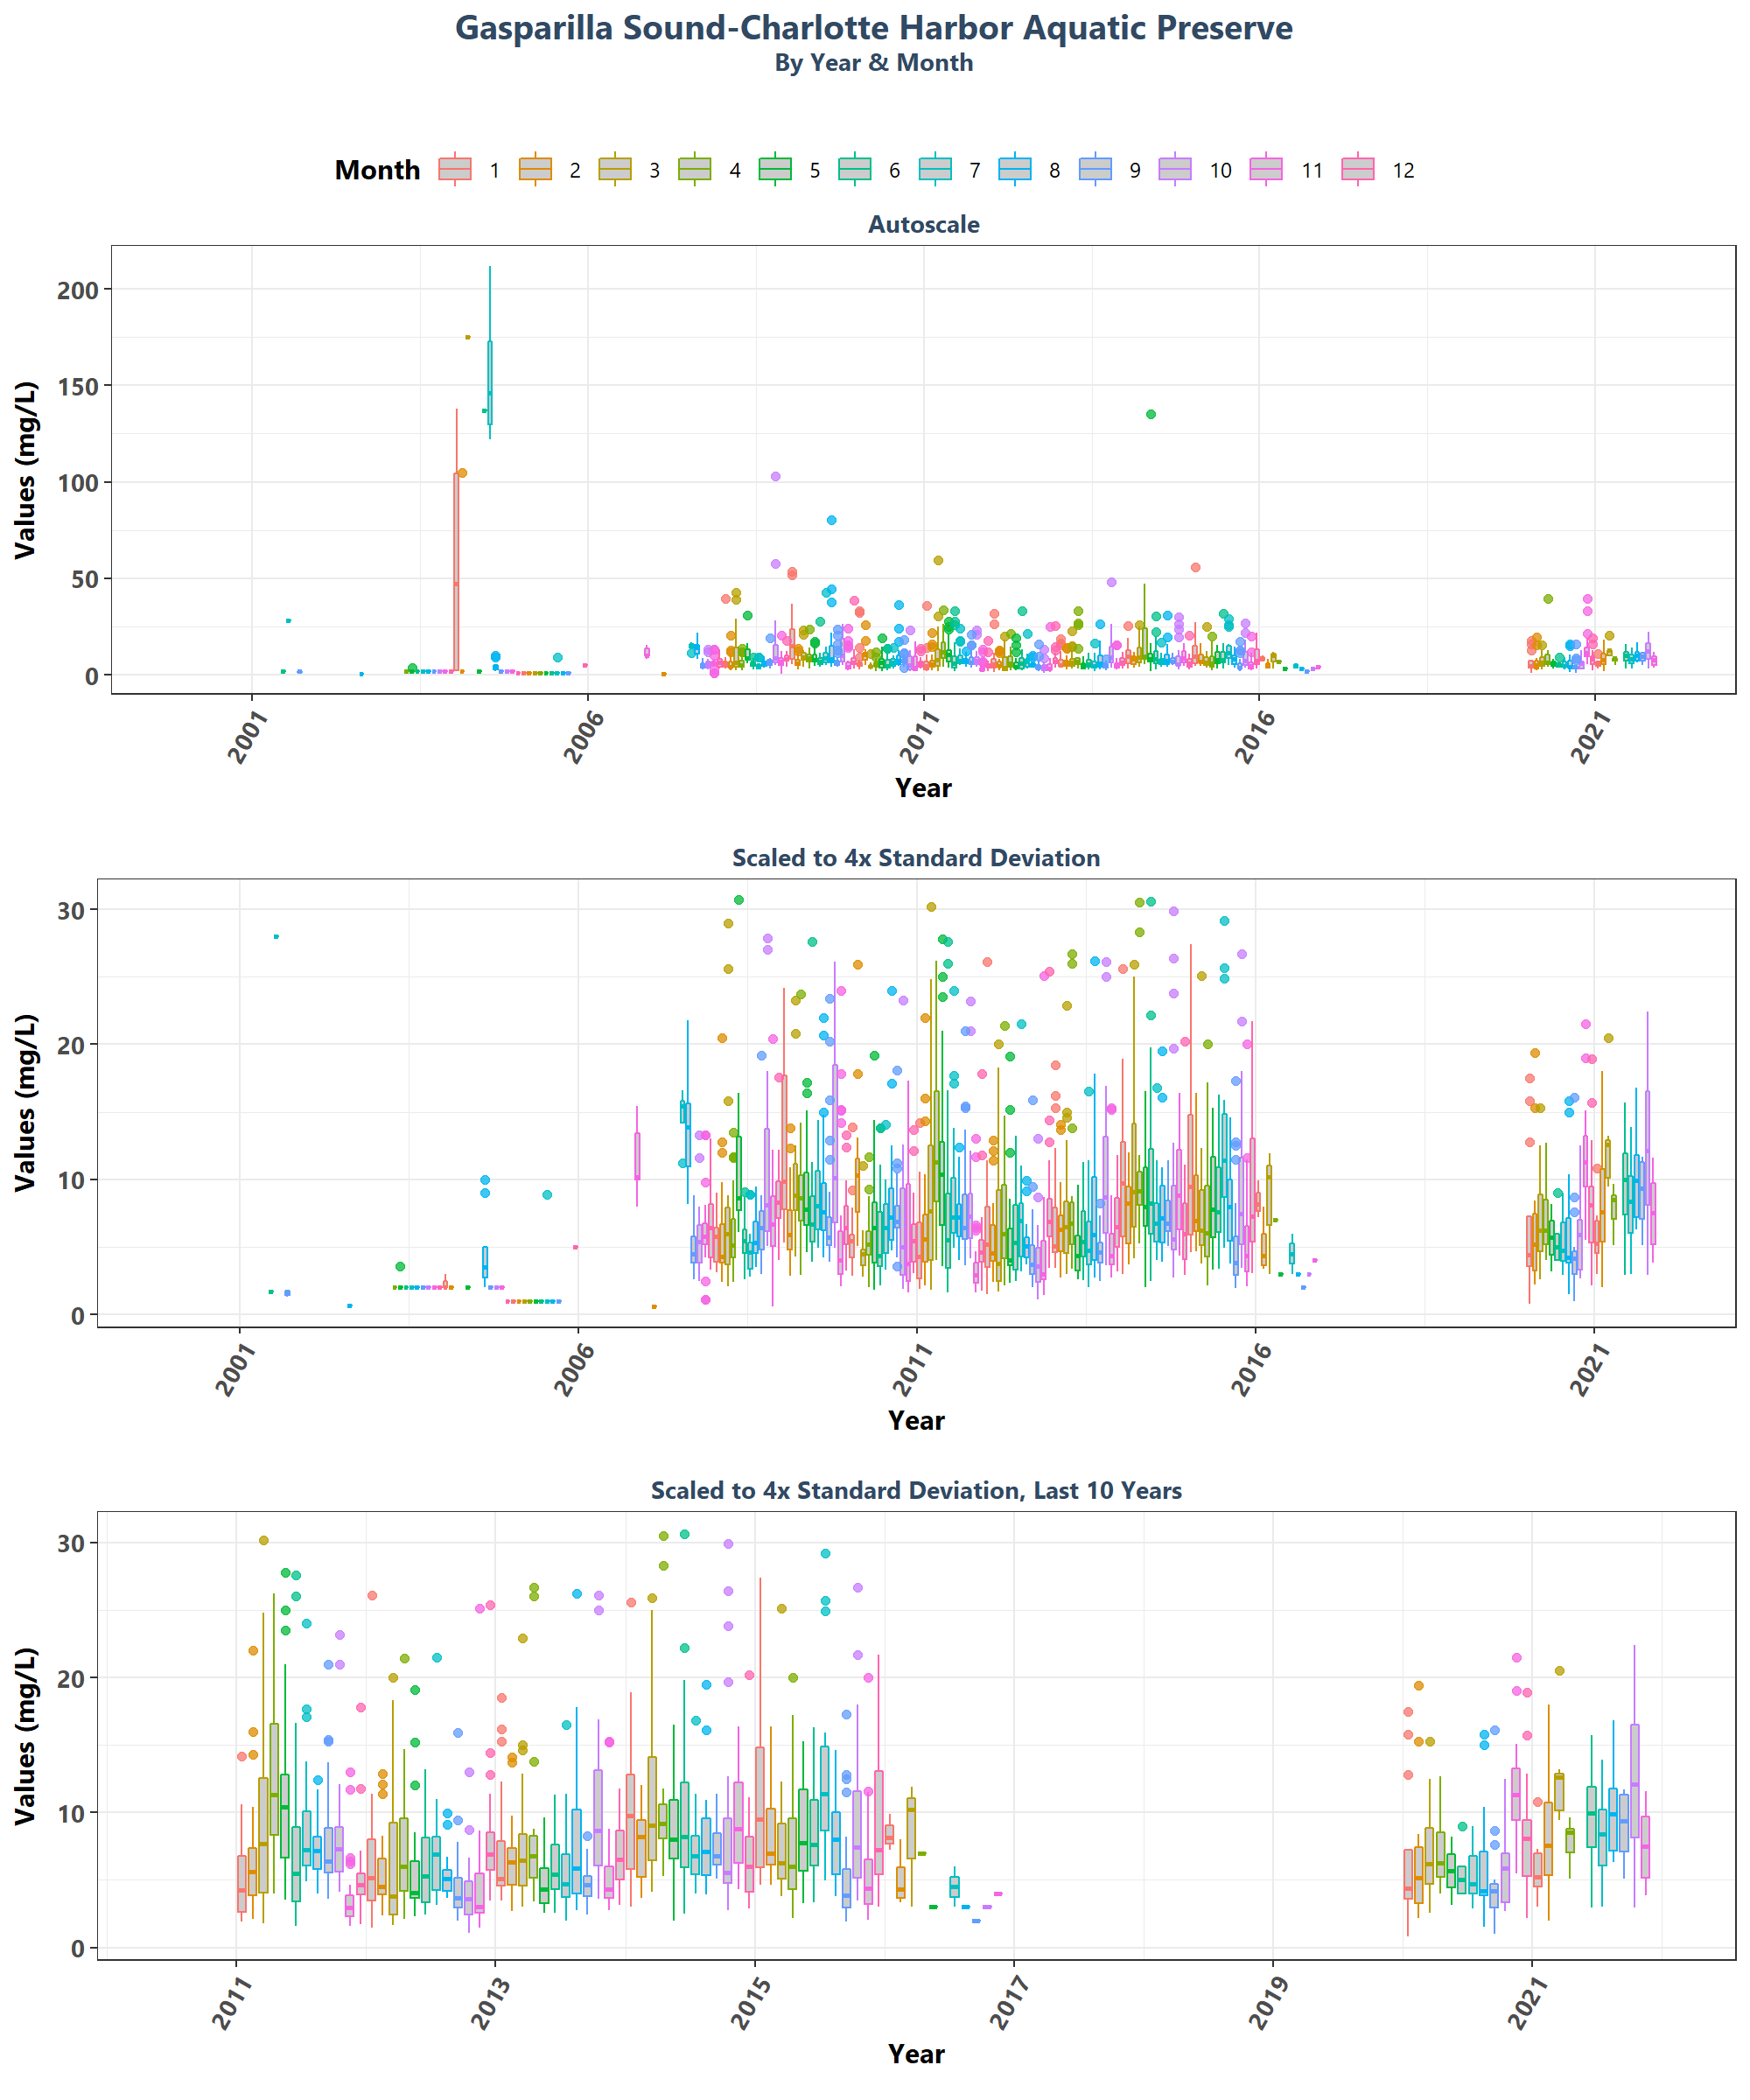 Gasparilla Sound-Charlotte Harbor Aquatic Preserve
By Year & Month
Month 1 2 3 4 5 6 7 8 9 10 11 12
Autoscale
Values (mg/L)
200
150
100
50
0
2001 2006 2011 2016 2021
Year
Scaled to 4x Standard Deviation
Values (mg/L)
30
20
10
0
2001 2006 2011 2016 2021
Year
Scaled to 4x Standard Deviation, Last 10 Years
Values (mg/L)
30
20
10
0
2011 2013 2015 2017 2019 2021
Year